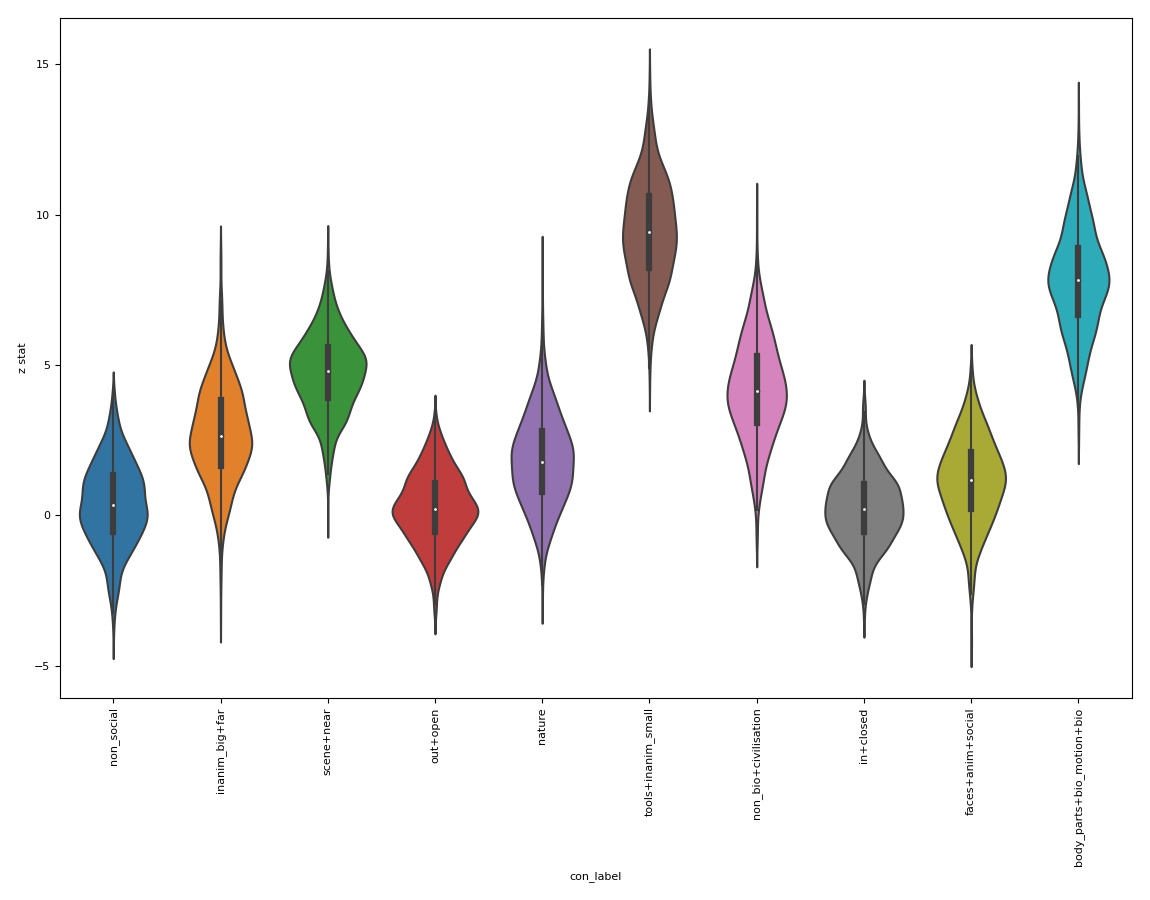 z stat
15
10
5
0
−5
non_social
inanim_big+far
scene+near
out+open
nature
tools+inanim_small
non_bio+civilisation
in+closed
faces+anim+social
body_parts+bio_motion+bio
con_label